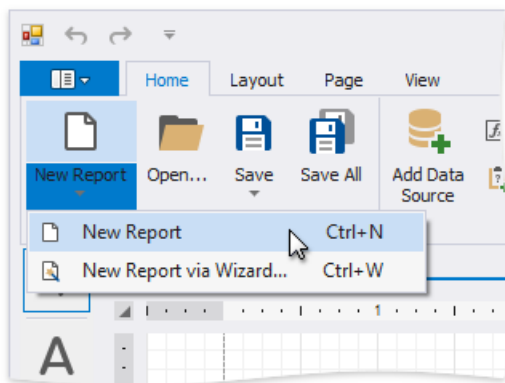 Home Layout Page View
New Report Open... Save Save All Add Data
Source
New Report Ctrl+N
New Report via Wizard... Ctrl+W
1
A